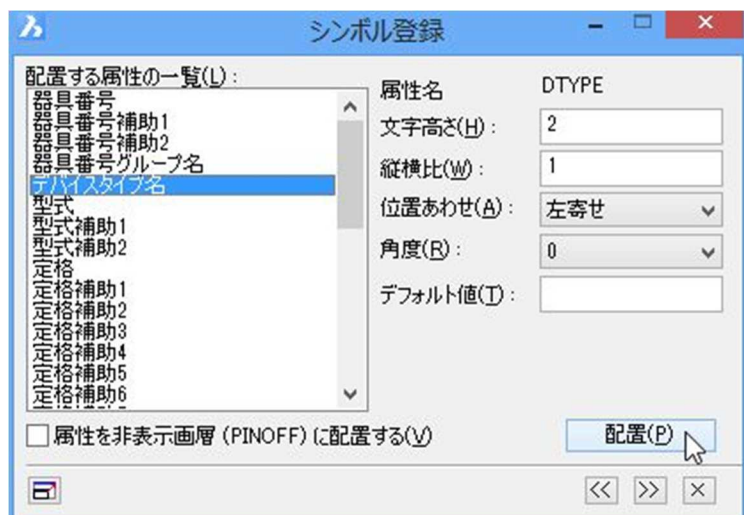 シンボル登録
配置する属性の一覧(L):
器具番号
器具番号補助1
器具番号補助2
器具番号グループ名
デバイスタイプ名
型式
型式補助1
型式補助2
定格
定格補助1
定格補助2
定格補助3
定格補助4
定格補助5
定格補助6
属性名 DTYPE
文字高さ(H): 2
縦横比(W): 1
位置あわせ(A): 左寄せ
角度(R): 0
デフォルト値(T):
属性を非表示画層 (PINOFF) に配置する(V)
配置(P)